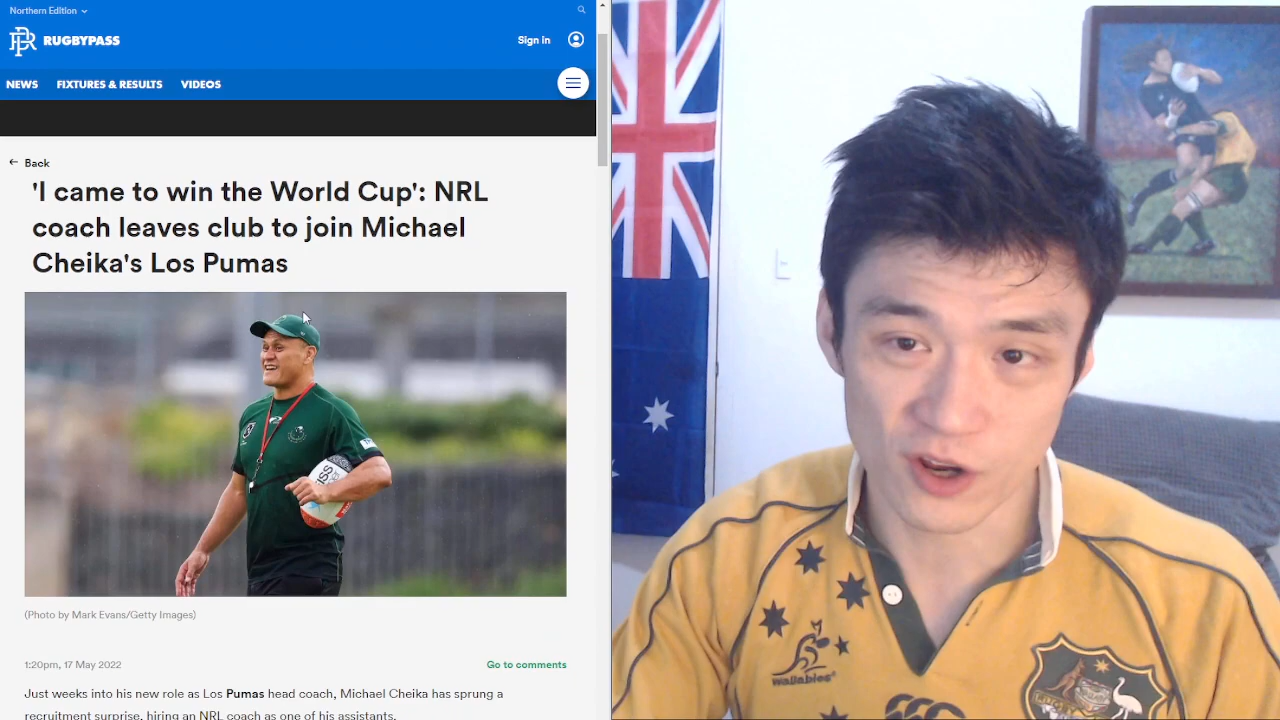 Northern Edition
RUGBYPASS
Sign in
NEWS FIXTURES & RESULTS VIDEOS
Back
'I came to win the World Cup': NRL
coach leaves club to join Michael
Cheika's Los Pumas
(Photo by Mark Evans/Getty Images)
1:20pm, 17 May 2022
Go to comments
Just weeks into his new role as Los Pumas head coach, Michael Cheika has sprung a
recruitment surprise, hiring an NRL coach as one of his assistants.
wallabies